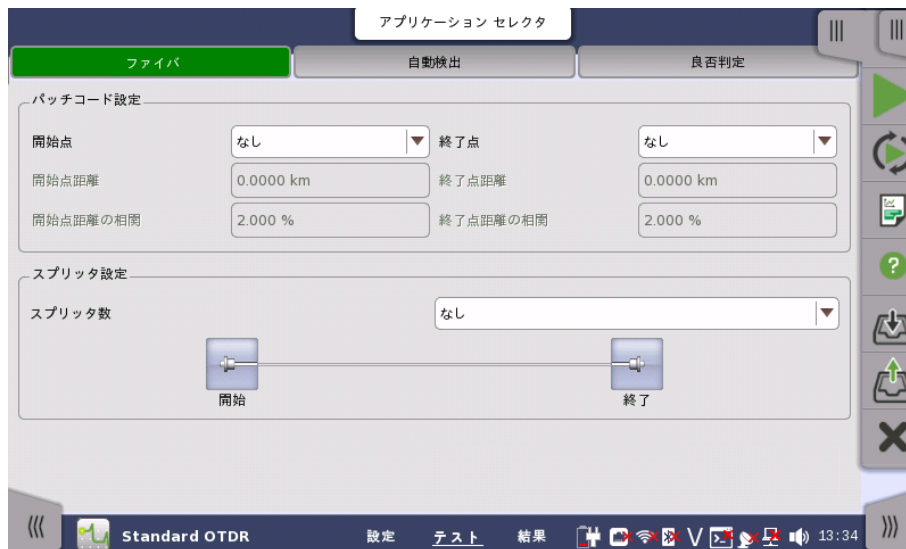 アプリケーション セレクタ
ファイバ 自動検出 良否判定
パッチコード設定
開始点 なし 終了点 なし
開始点距離 0.0000 km 終了点距離 0.0000 km
開始点距離の相関 2.000 % 終了点距離の相関 2.000 %
スプリッタ設定
スプリッタ数 なし
開始 終了
Standard OTDR 設定 テスト 結果 13:34